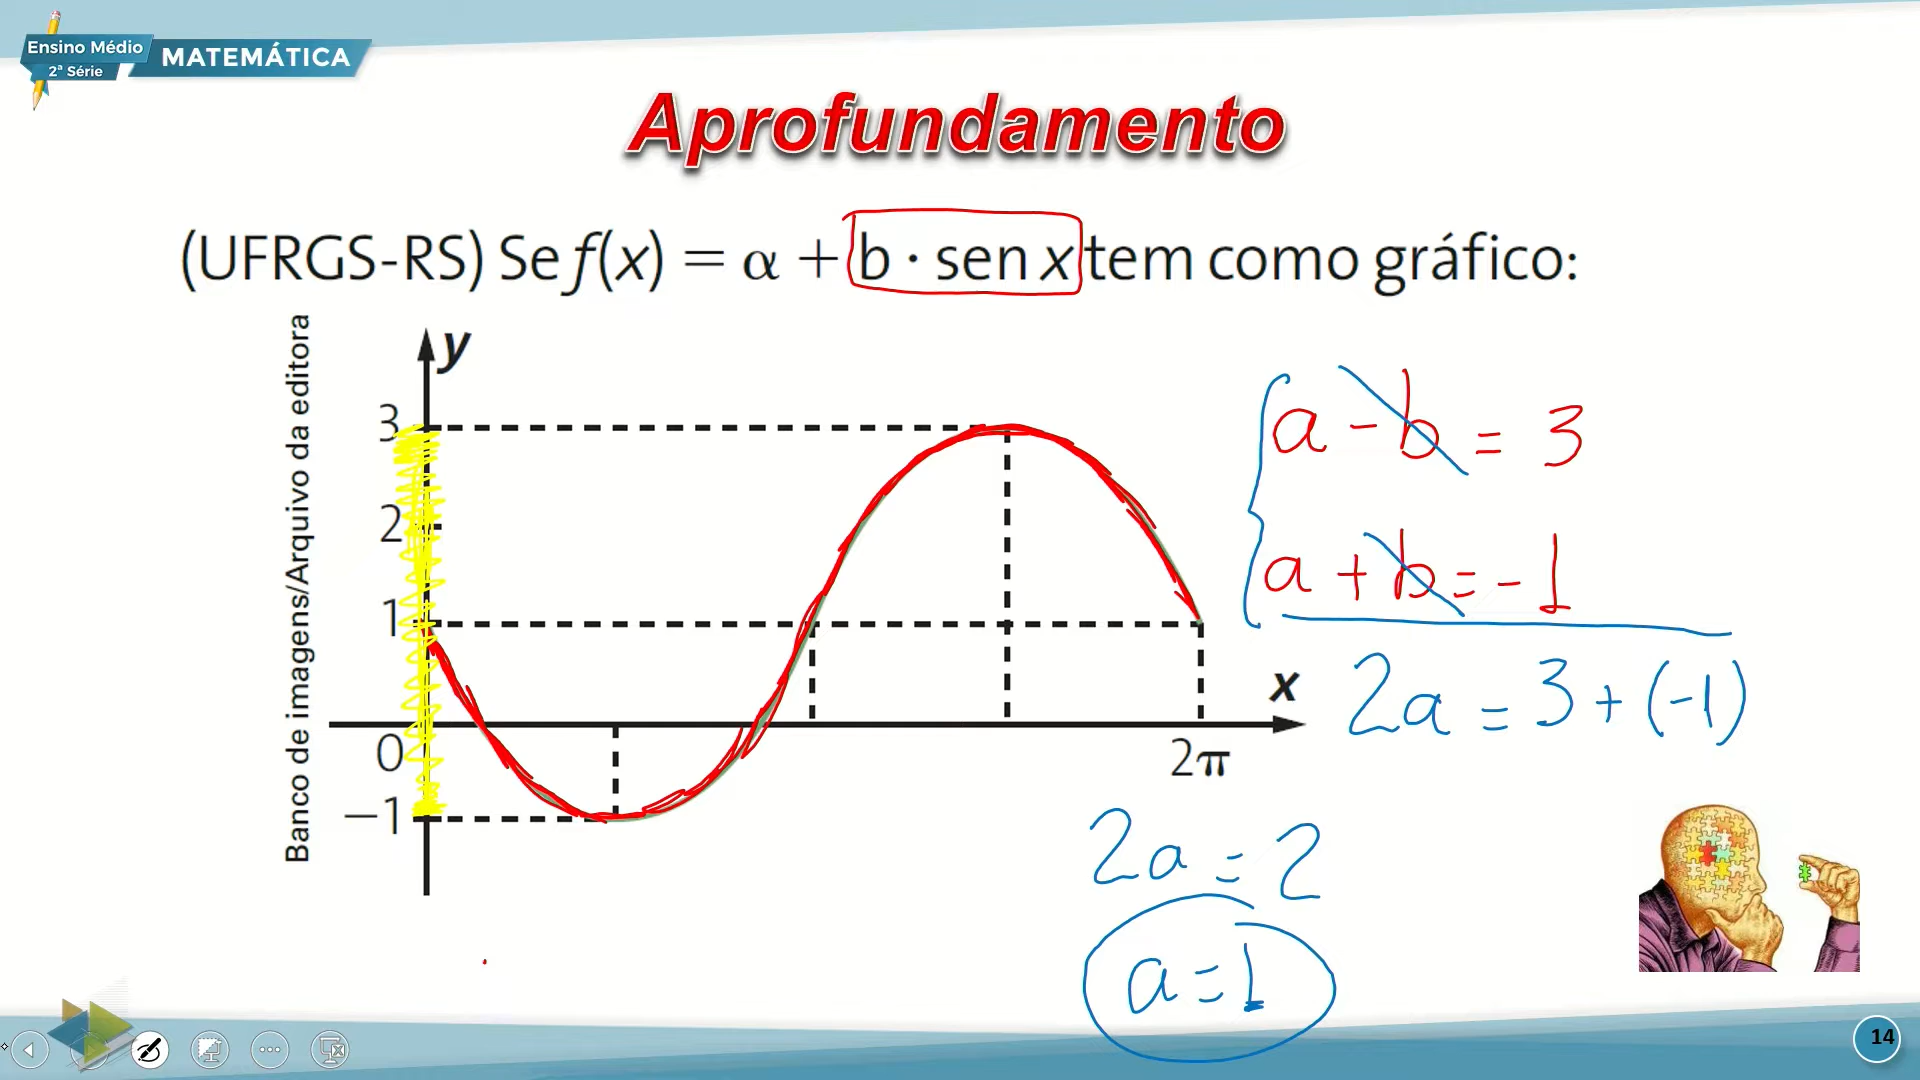 Ensino Médio
2ª Série
MATEMÁTICA
Aprofundamento
(UFRGS-RS) Se f(x) = α + b · sen x tem como gráfico:
Banco de imagens/Arquivo da editora
y
3
2
1
0
−1
x
2π
a - b = 3
a + b = -1
2a = 3 + (-1)
2a = 2
a = 1
14